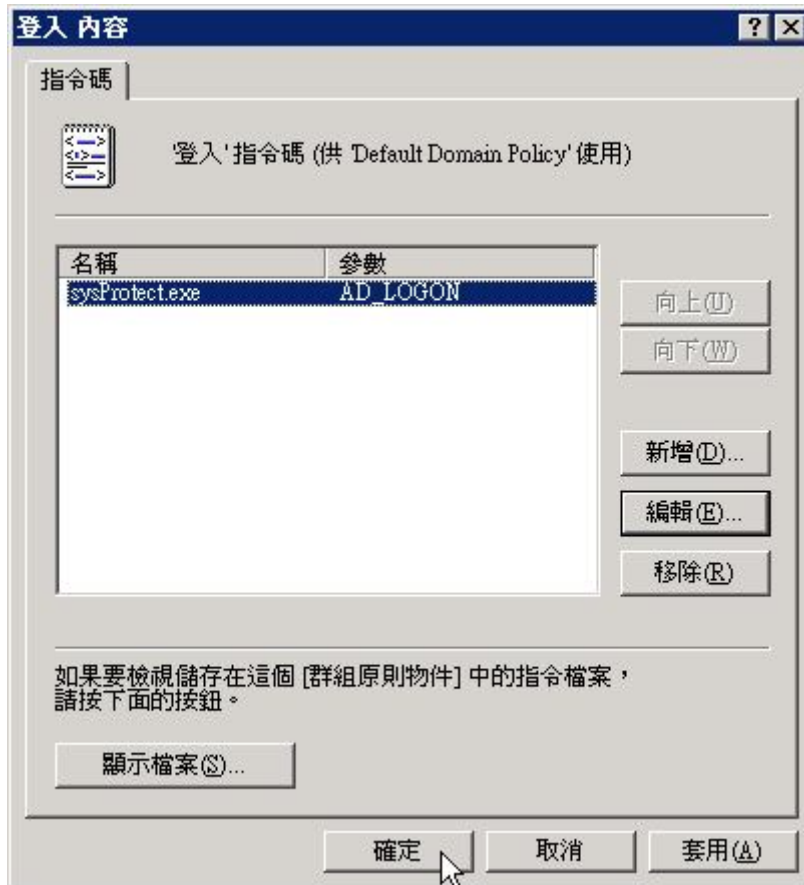 登入 內容
指令碼
'登入' 指令碼 (供 'Default Domain Policy' 使用)
名稱 參數
sysProtect.exe AD_LOGON
向上(U)
向下(W)
新增(D)...
編輯(E)...
移除(R)
如果要檢視儲存在這個 [群組原則物件] 中的指令檔案，
請按下面的按鈕。
顯示檔案(S)...
確定 取消 套用(A)